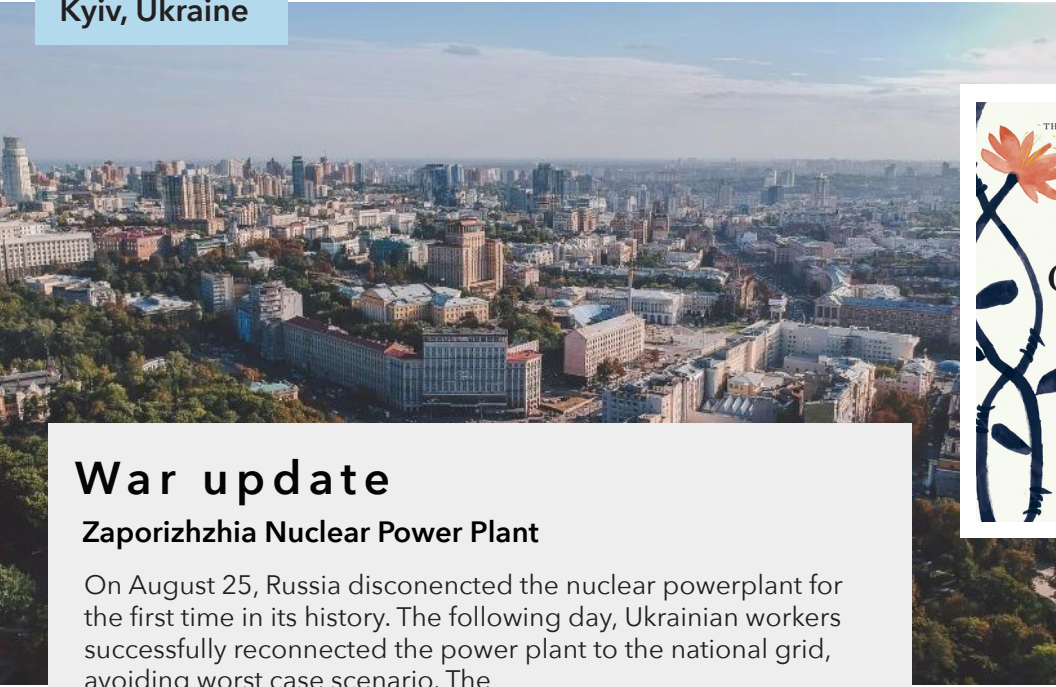 Kyiv, Ukraine
TH
War update
Zaporizhzhia Nuclear Power Plant
On August 25, Russia disconencted the nuclear powerplant for
the first time in its history. The following day, Ukrainian workers
successfully reconnected the power plant to the national grid,
avoiding worst case scenario. The